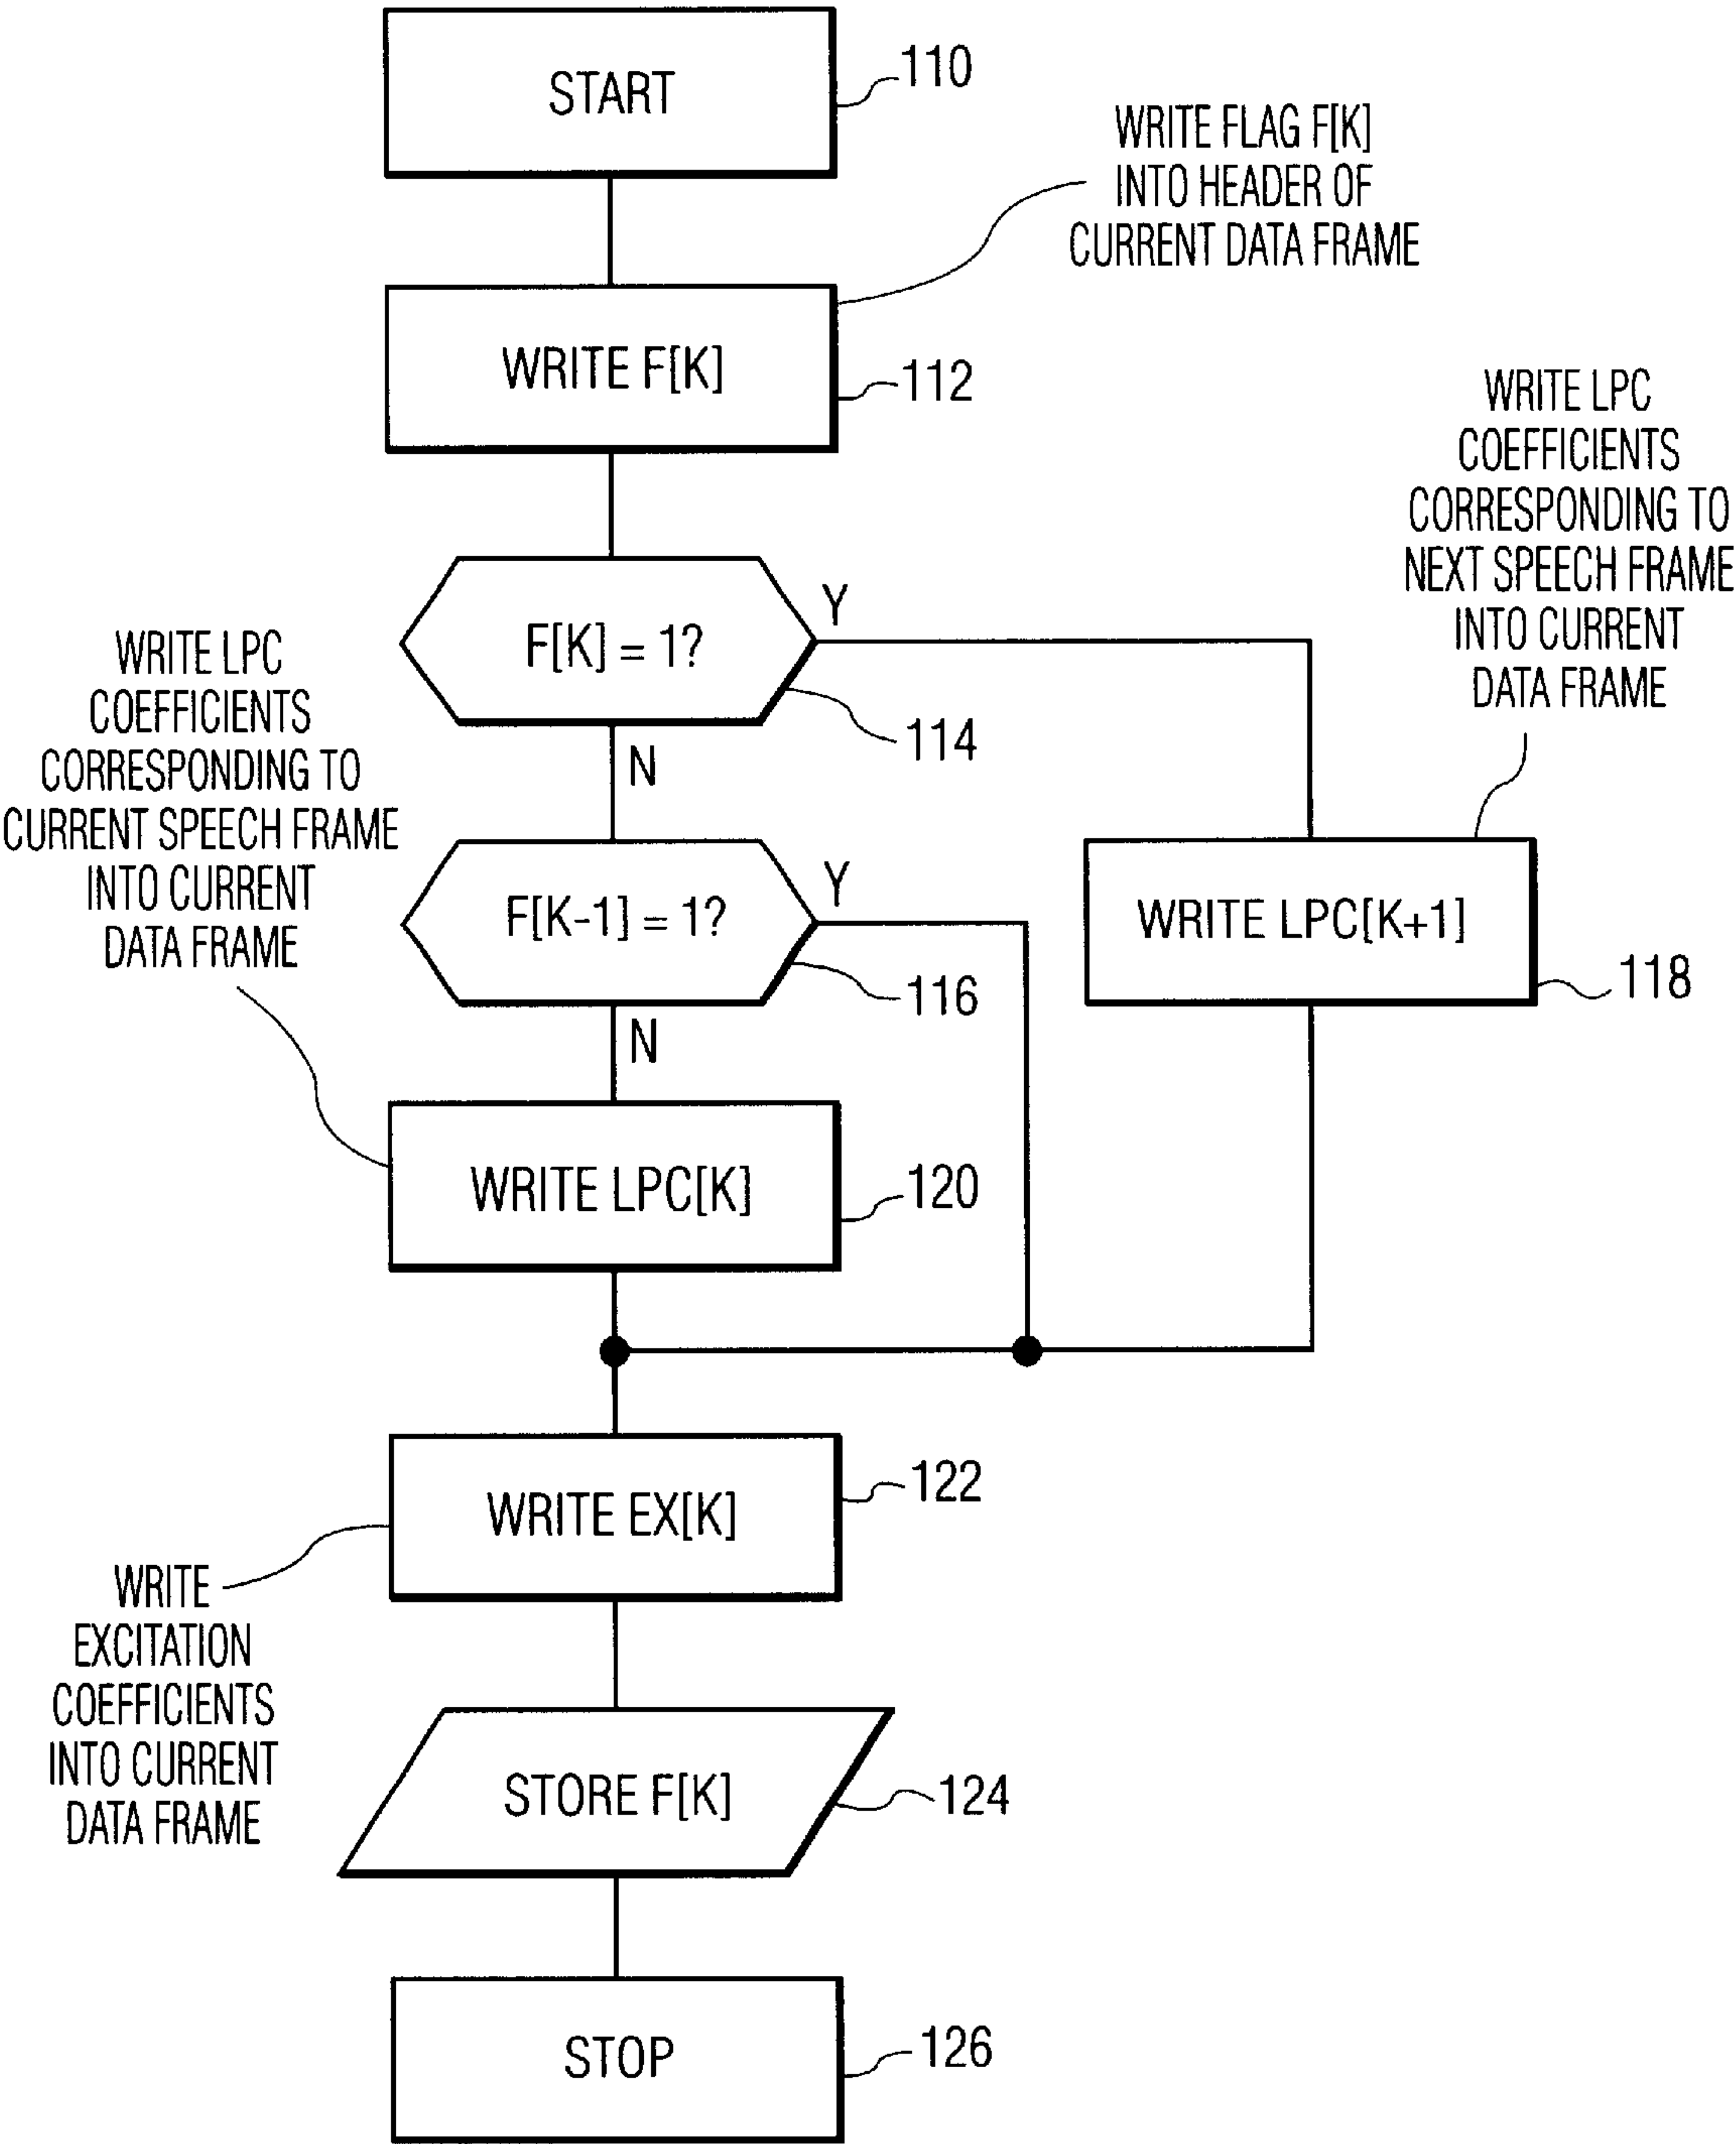 START
110
WRITE FLAG F[K]
INTO HEADER OF
CURRENT DATA FRAME
WRITE F[K]
112
WRITE LPC
COEFFICIENTS
CORRESPONDING TO
NEXT SPEECH FRAME
INTO CURRENT
DATA FRAME
F[K] = 1?
Y
114
N
WRITE LPC
COEFFICIENTS
CORRESPONDING TO
CURRENT SPEECH FRAME
INTO CURRENT
DATA FRAME
F[K-1] = 1?
Y
116
N
WRITE LPC[K+1]
118
WRITE LPC[K]
120
WRITE EX[K]
122
WRITE
EXCITATION
COEFFICIENTS
INTO CURRENT
DATA FRAME
STORE F[K]
124
STOP
126